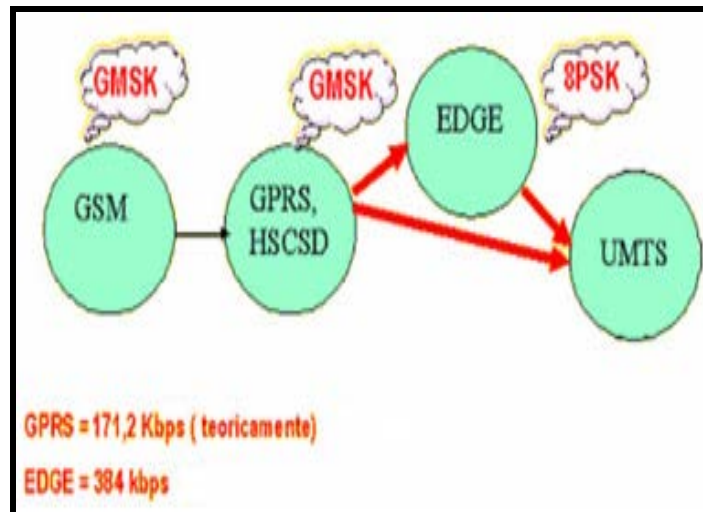 GMSK
GMSK
8PSK
EDGE
GSM
GPRS,
HSCSD
UMTS
GPRS = 171,2 Kbps ( teoricamente)
EDGE = 384 kbps